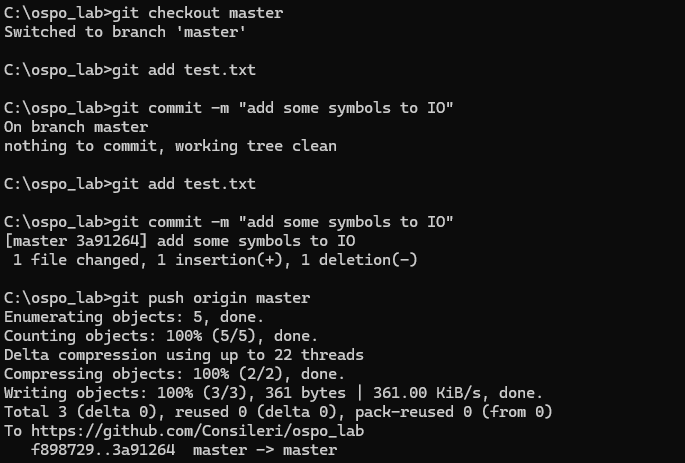 C:\ospo_lab>git checkout master
Switched to branch 'master'
C:\ospo_lab>git add test.txt
C:\ospo_lab>git commit -m "add some symbols to IO"
On branch master
nothing to commit, working tree clean
C:\ospo_lab>git add test.txt
C:\ospo_lab>git commit -m "add some symbols to IO"
[master 3a91264] add some symbols to IO
 1 file changed, 1 insertion(+), 1 deletion(-)
C:\ospo_lab>git push origin master
Enumerating objects: 5, done.
Counting objects: 100% (5/5), done.
Delta compression using up to 22 threads
Compressing objects: 100% (2/2), done.
Writing objects: 100% (3/3), 361 bytes | 361.00 KiB/s, done.
Total 3 (delta 0), reused 0 (delta 0), pack-reused 0 (from 0)
To https://github.com/Consileri/ospo_lab
   f898729..3a91264  master -> master